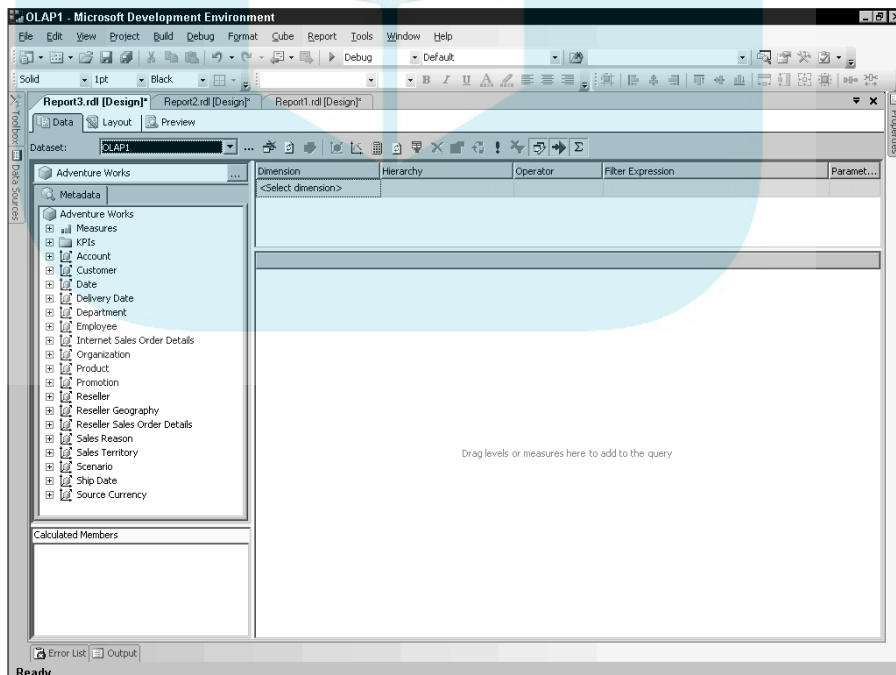 OLAP1 - Microsoft Development Environment
File Edit View Project Build Debug Format Cube Report Tools Window Help
Debug Default
Solid 1pt Black
Report3.rdl [Design]* Report2.rdl [Design]* Report1.rdl [Design]*
Data Layout Preview
Dataset: OLAP1
Toolbox
Data Sources
Properties
Adventure Works
Metadata
Adventure Works
Measures
KPIs
Account
Customer
Date
Delivery Date
Department
Employee
Internet Sales Order Details
Organization
Product
Promotion
Reseller
Reseller Geography
Reseller Sales Order Details
Sales Reason
Sales Territory
Scenario
Ship Date
Source Currency
Calculated Members
Dimension Hierarchy Operator Filter Expression Paramet...
<Select dimension>
Drag levels or measures here to add to the query
Error List Output
Ready